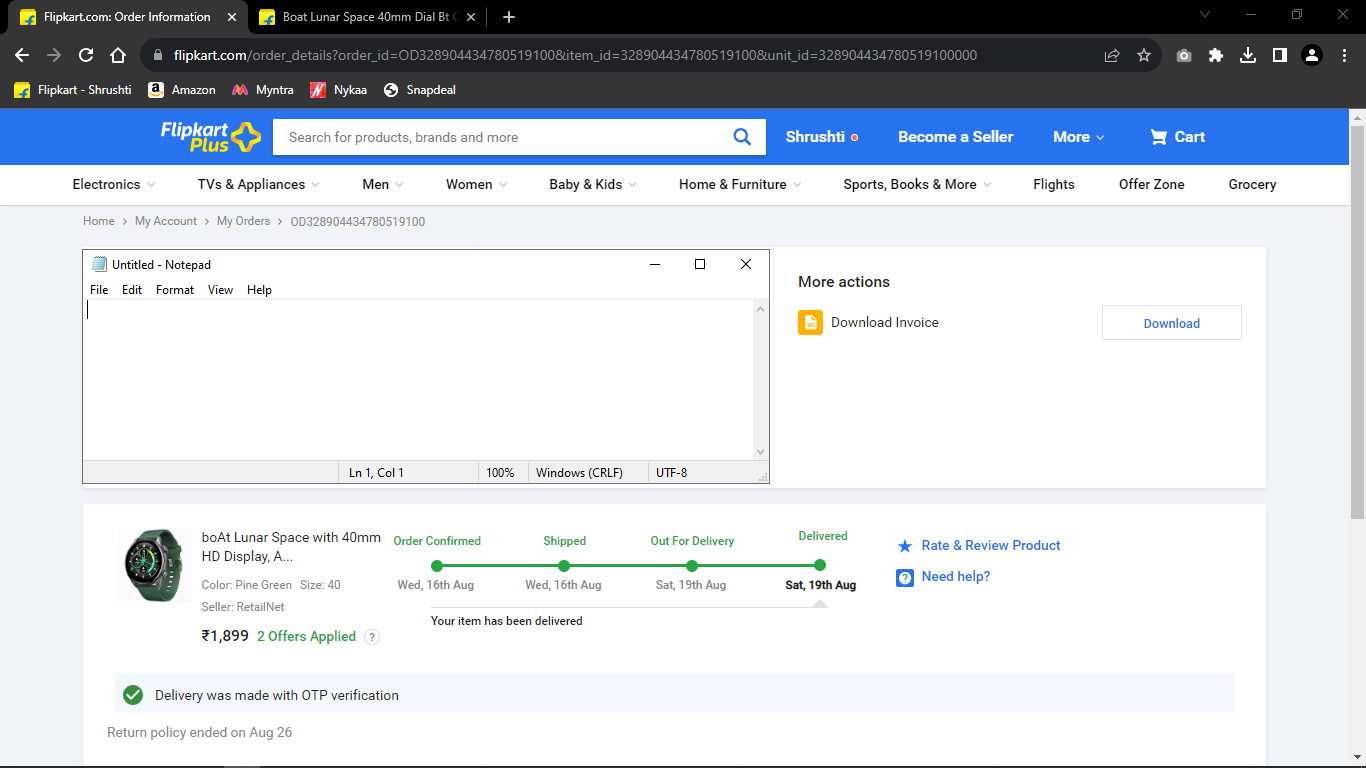 Flipkart.com: Order Information
Boat Lunar Space 40mm Dial Bt C
flipkart.com/order_details?order_id=OD328904434780519100&item_id=328904434780519100&unit_id=328904434780519100000
Flipkart - Shrushti Amazon Myntra Nykaa Snapdeal
Flipkart Plus
Search for products, brands and more
Shrushti Become a Seller More Cart
Electronics TVs & Appliances Men Women Baby & Kids Home & Furniture Sports, Books & More Flights Offer Zone Grocery
Home > My Account > My Orders > OD328904434780519100
Untitled - Notepad
File Edit Format View Help
Ln 1, Col 1 100% Windows (CRLF) UTF-8
More actions
Download Invoice Download
boAt Lunar Space with 40mm
HD Display, A...
Color: Pine Green Size: 40
Seller: RetailNet
₹1,899 2 Offers Applied ?
Order Confirmed Shipped Out For Delivery Delivered
Wed, 16th Aug Wed, 16th Aug Sat, 19th Aug Sat, 19th Aug
Your item has been delivered
Rate & Review Product
Need help?
Delivery was made with OTP verification
Return policy ended on Aug 26